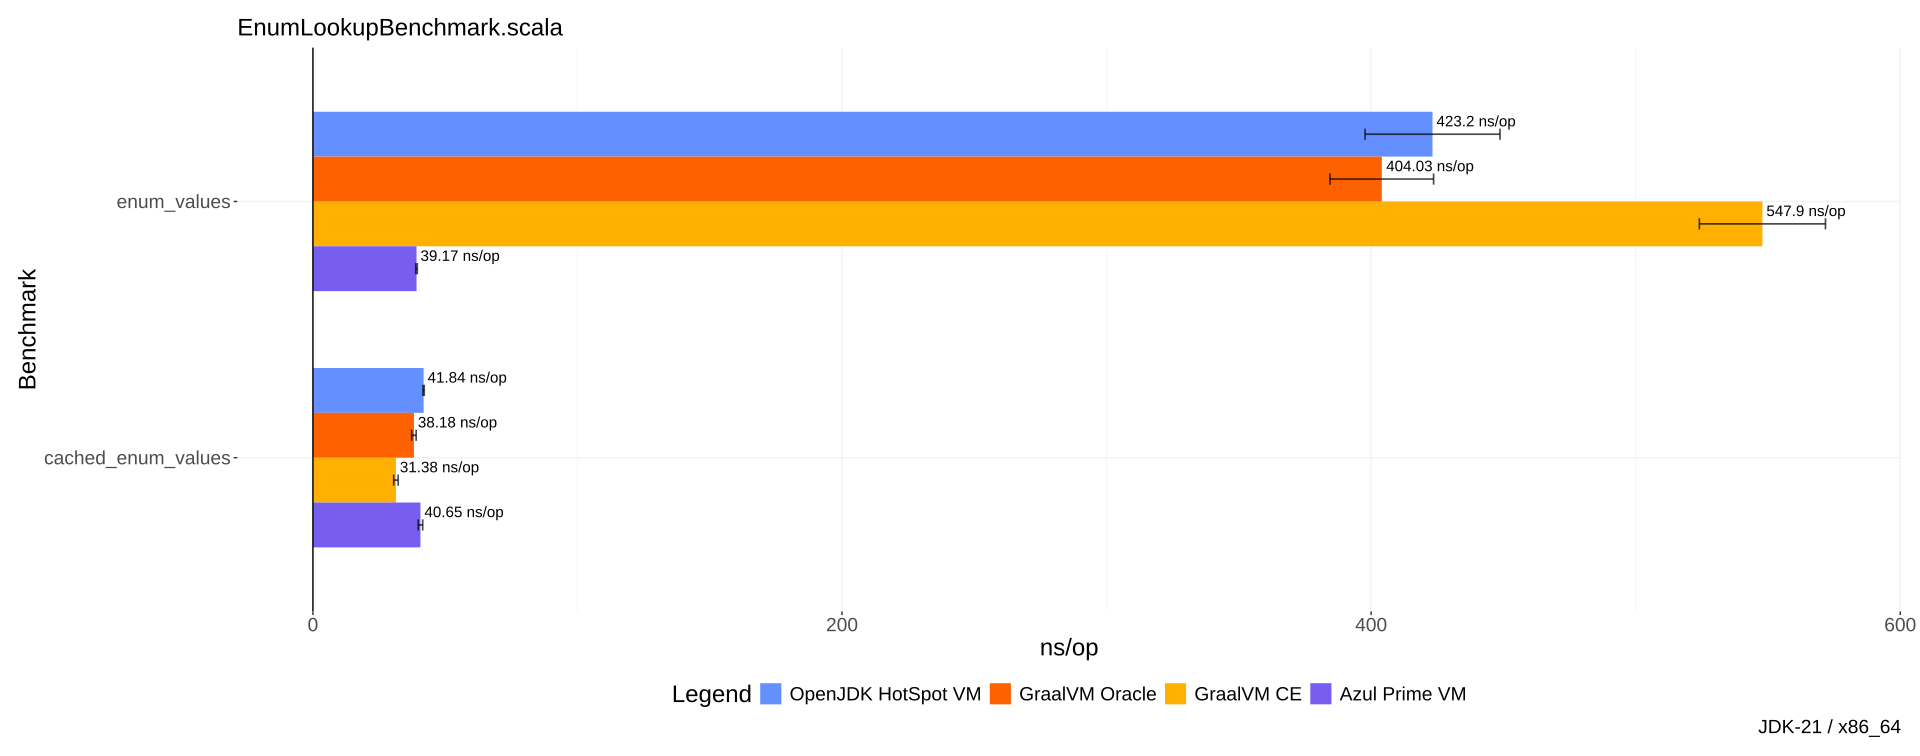 EnumLookupBenchmark.scala
423.2 ns/op
404.03 ns/op
enum_values
547.9 ns/op
39.17 ns/op
Benchmark
41.84 ns/op
38.18 ns/op
cached_enum_values
31.38 ns/op
40.65 ns/op
0 200 400 600
ns/op
Legend OpenJDK HotSpot VM GraalVM Oracle GraalVM CE Azul Prime VM
JDK-21 / x86_64